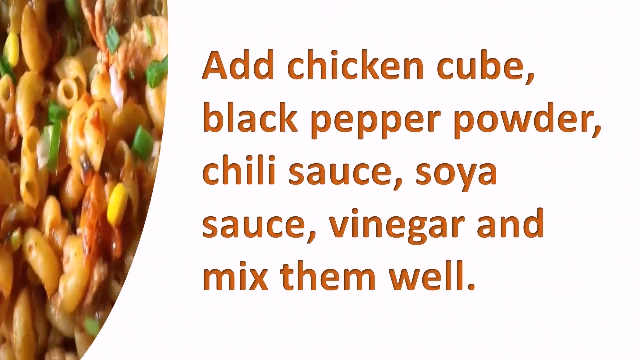 Add chicken cube,
black pepper powder,
chili sauce, soya
sauce, vinegar and
mix them well.